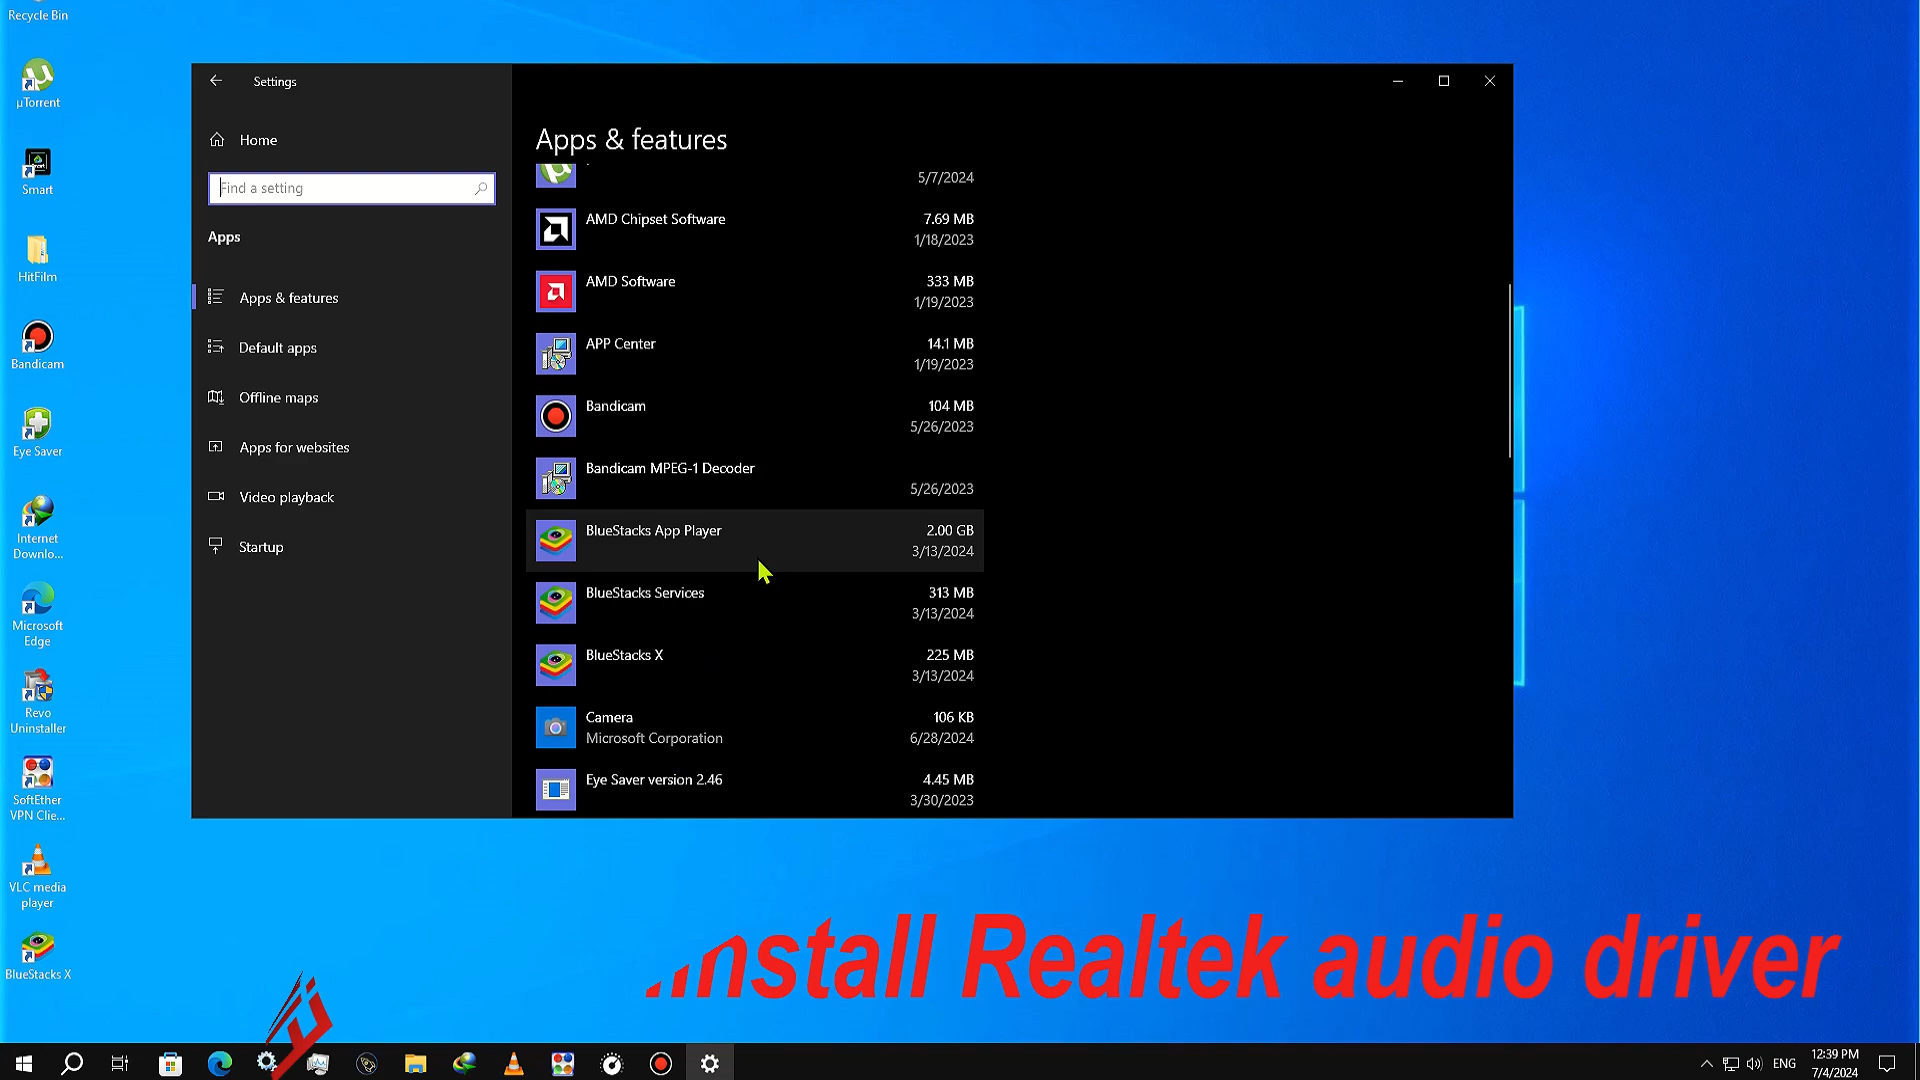 Recycle Bin
µTorrent
Smart
HitFilm
Bandicam
Eye Saver
Internet
Downlo...
Microsoft
Edge
Revo
Uninstaller
SoftEther
VPN Clie...
VLC media
player
BlueStacks X
Settings
Home
Find a setting
Apps
Apps & features
Default apps
Offline maps
Apps for websites
Video playback
Startup
Apps & features
5/7/2024
AMD Chipset Software 7.69 MB
1/18/2023
AMD Software 333 MB
1/19/2023
APP Center 14.1 MB
1/19/2023
Bandicam 104 MB
5/26/2023
Bandicam MPEG-1 Decoder
5/26/2023
BlueStacks App Player 2.00 GB
3/13/2024
BlueStacks Services 313 MB
3/13/2024
BlueStacks X 225 MB
3/13/2024
Camera 106 KB
Microsoft Corporation 6/28/2024
Eye Saver version 2.46 4.45 MB
3/30/2023
Realtek audio driver
ENG
12:39 PM
7/4/2024